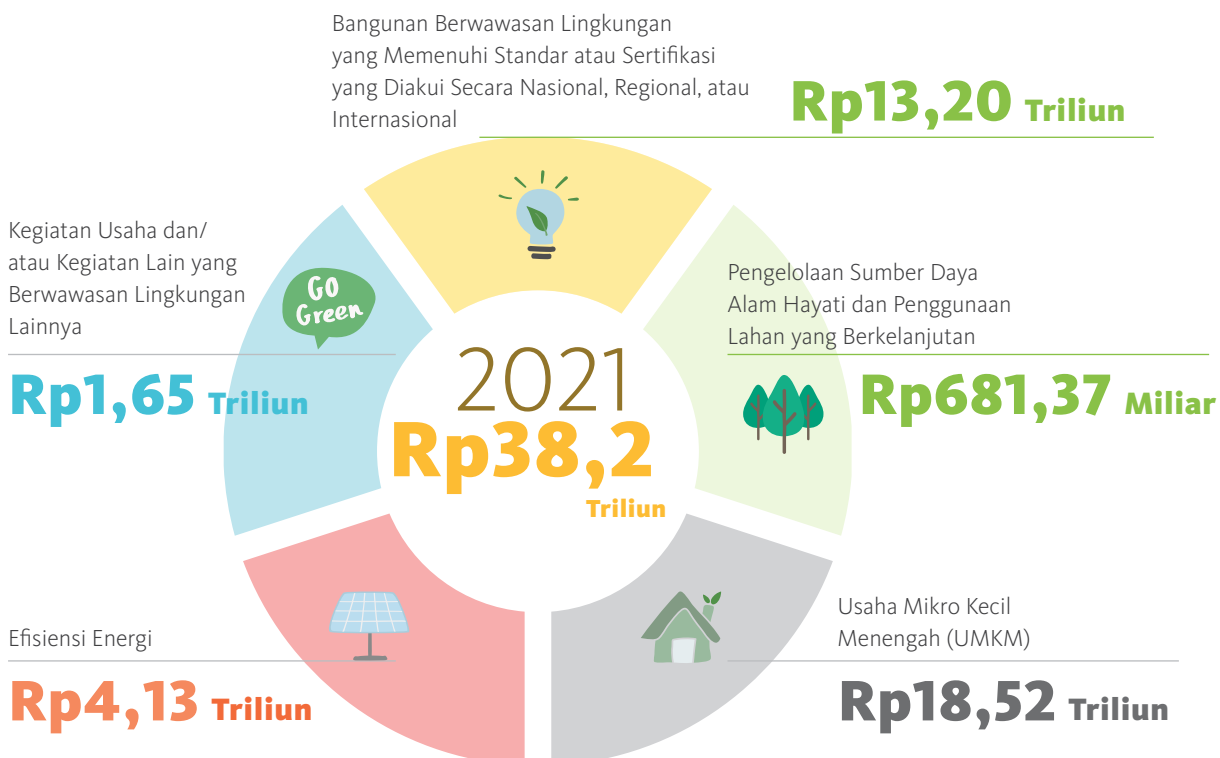 Bangunan Berwawasan Lingkungan
yang Memenuhi Standar atau Sertifikasi
yang Diakui Secara Nasional, Regional, atau
Internasional
Rp13,20 Triliun
Kegiatan Usaha dan/
atau Kegiatan Lain yang
Berwawasan Lingkungan
Lainnya
Rp1,65 Triliun
GO
Green
Pengelolaan Sumber Daya
Alam Hayati dan Penggunaan
Lahan yang Berkelanjutan
Rp681,37 Miliar
2021
Rp38,2
Triliun
Efisiensi Energi
Rp4,13 Triliun
Usaha Mikro Kecil
Menengah (UMKM)
Rp18,52 Triliun